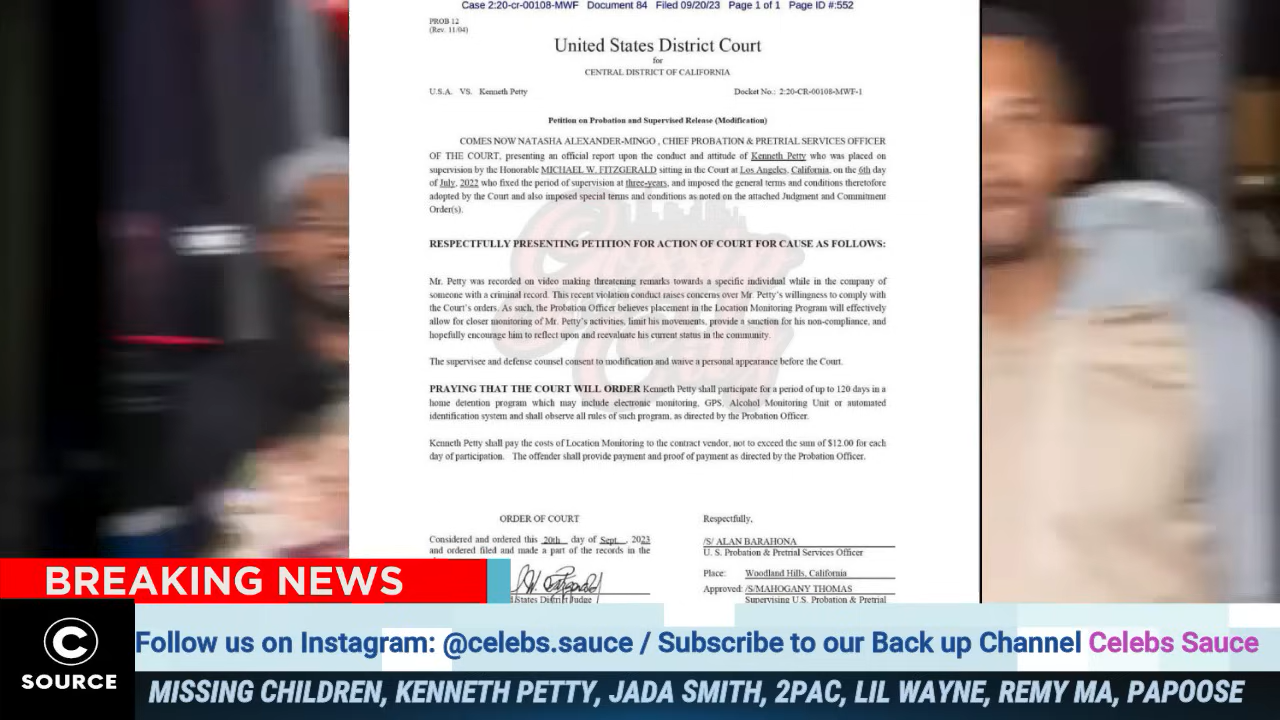 Case 2:20-cr-00108-MWF Document 84 Filed 09/20/23 Page 1 of 1 Page ID #:552
PROB 12
(Rev. 11/04)
United States District Court
for
CENTRAL DISTRICT OF CALIFORNIA
U.S.A. VS. Kenneth Petty
Docket No.: 2:20-CR-00108-MWF-1
Petition on Probation and Supervised Release (Modification)
COMES NOW NATASHA ALEXANDER-MINGO , CHIEF PROBATION & PRETRIAL SERVICES OFFICER
OF THE COURT, presenting an official report upon the conduct and attitude of Kenneth Petty who was placed on
supervision by the Honorable MICHAEL W. FITZGERALD sitting in the Court at Los Angeles, California, on the 6th day
of July, 2022 who fixed the period of supervision at three-years, and imposed the general terms and conditions theretofore
adopted by the Court and also imposed special terms and conditions as noted on the attached Judgment and Commitment
Order(s).
RESPECTFULLY PRESENTING PETITION FOR ACTION OF COURT FOR CAUSE AS FOLLOWS:
Mr. Petty was recorded on video making threatening remarks towards a specific individual while in the company of
someone with a criminal record. This recent violation conduct raises concerns over Mr. Petty's willingness to comply with
the Court's orders. As such, the Probation Officer believes placement in the Location Monitoring Program will effectively
allow for closer monitoring of Mr. Petty's activities, limit his movements, provide a sanction for his non-compliance, and
hopefully encourage him to reflect upon and reevaluate his current status in the community.
The supervisee and defense counsel consent to modification and waive a personal appearance before the Court.
PRAYING THAT THE COURT WILL ORDER Kenneth Petty shall participate for a period of up to 120 days in a
home detention program which may include electronic monitoring, GPS, Alcohol Monitoring Unit or automated
identification system and shall observe all rules of such program, as directed by the Probation Officer.
Kenneth Petty shall pay the costs of Location Monitoring to the contract vendor, not to exceed the sum of $12.00 for each
day of participation. The offender shall provide payment and proof of payment as directed by the Probation Officer.
ORDER OF COURT
Considered and ordered this 20th day of Sept. , 2023
and ordered filed and made a part of the records in the
Respectfully,
/S/ ALAN BARAHONA
U. S. Probation & Pretrial Services Officer
Place: Woodland Hills, California
Approved: /S/MAHOGANY THOMAS
Supervising U.S. Probation & Pretrial
BREAKING NEWS
C
SOURCE
Follow us on Instagram: @celebs.sauce / Subscribe to our Back up Channel Celebs Sauce
MISSING CHILDREN, KENNETH PETTY, JADA SMITH, 2PAC, LIL WAYNE, REMY MA, PAPOOSE